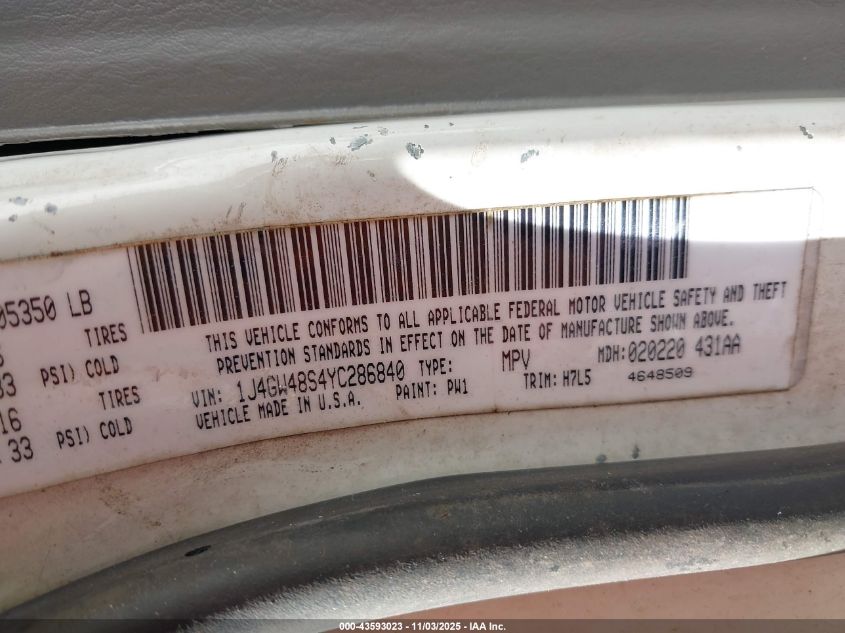 05350 LB
TIRES
33 PSI) COLD
16 TIRES
33 PSI) COLD
THIS VEHICLE CONFORMS TO ALL APPLICABLE FEDERAL MOTOR VEHICLE SAFETY AND THEFT
PREVENTION STANDARDS IN EFFECT ON THE DATE OF MANUFACTURE SHOWN ABOVE.
VIN: 1J4GW48S4YC286840 TYPE: MPV MDH:020220 431AA
VEHICLE MADE IN U.S.A. PAINT: PW1 TRIM: H7L5 4648509
000-43593023 - 11/03/2025 - IAA Inc.